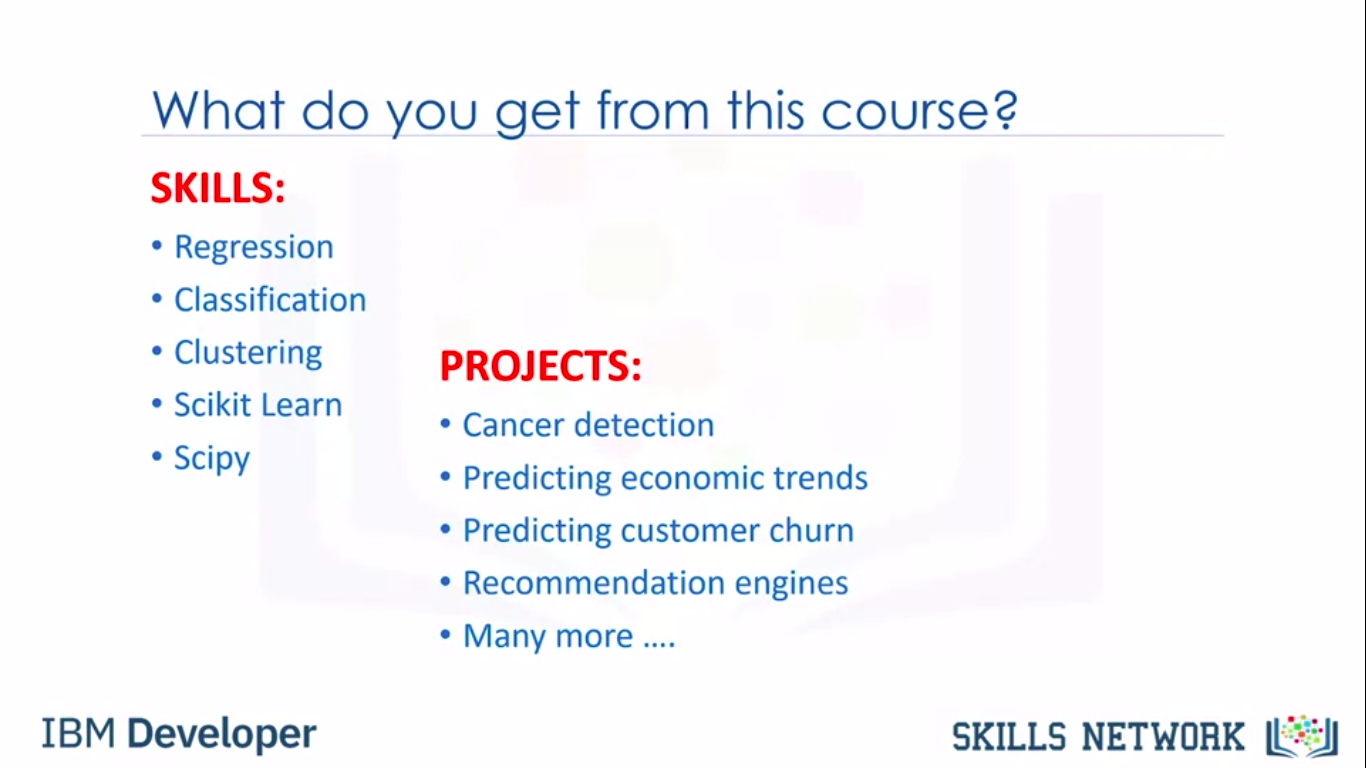 What do you get from this course?
SKILLS:
• Regression
• Classification
• Clustering
• Scikit Learn
• Scipy
PROJECTS:
• Cancer detection
• Predicting economic trends
• Predicting customer churn
• Recommendation engines
• Many more ....
IBM Developer
SKILLS NETWORK